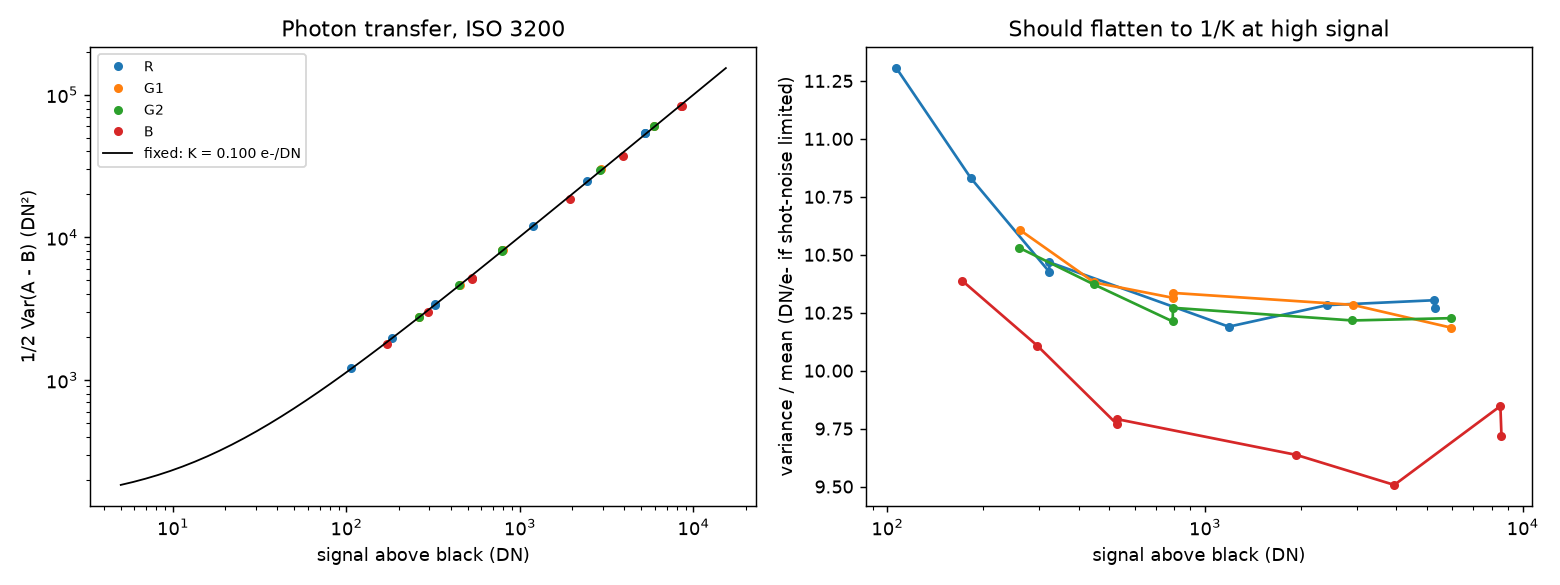 Photon transfer, ISO 3200
1/2 Var(A - B) (DN²)
10⁵
10⁴
10³
R
G1
G2
B
fixed: K = 0.100 e-/DN
10¹ 10² 10³ 10⁴
signal above black (DN)
Should flatten to 1/K at high signal
variance / mean (DN/e- if shot-noise limited)
11.25
11.00
10.75
10.50
10.25
10.00
9.75
9.50
10² 10³ 10⁴
signal above black (DN)